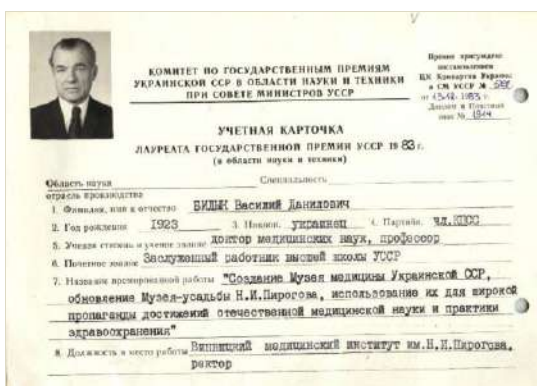 КОМИТЕТ ПО ГОСУДАРСТВЕННЫМ ПРЕМИЯМ
УКРАИНСКОЙ ССР В ОБЛАСТИ НАУКИ И ТЕХНИКИ
ПРИ СОВЕТЕ МИНИСТРОВ УССР
Премия присуждена
постановлением
ЦК Компартии Украины
и СМ УССР №
от 13.12.1983 г.
Диплом и Почетный
знак № 1914
УЧЕТНАЯ КАРТОЧКА
ЛАУРЕАТА ГОСУДАРСТВЕННОЙ ПРЕМИИ УССР 1983 г.
(в области науки и техники)
Область науки Специальность
отрасль производства
1. Фамилия, имя и отчество БИЛЫК Василий Данилович
2. Год рождения 1923 3. Национ. украинец 4. Партийн. чл.КПСС
5. Ученая степень и ученое звание доктор медицинских наук, профессор
6. Почетное звание Заслуженный работник высшей школы УССР
7. Название премированной работы "Создание Музея медицины Украинской ССР,
обновление Музея-усадьбы Н.И.Пирогова, использование их для широкой
пропаганды достижений отечественной медицинской науки и практики
здравоохранения"
8. Должность и место работы Винницкий медицинский институт им.Н.И.Пирогова,
ректор